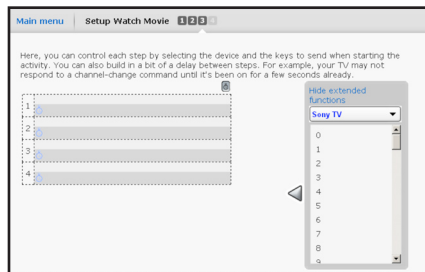 Main menu Setup Watch Movie 1 2 3 4
Here, you can control each step by selecting the device and the keys to send when starting the
activity. You can also build in a bit of a delay between steps. For example, your TV may not
respond to a channel-change command until it's been on for a few seconds already.
Hide extended
functions
Sony TV
1
2
3
4
0
1
2
3
4
5
6
7
8
9